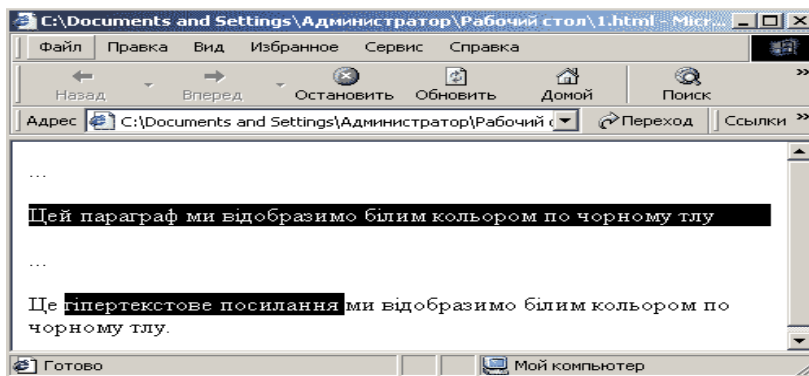 C:\Documents and Settings\Администратор\Рабочий стол\1.html - Micr...
Файл Правка Вид Избранное Сервис Справка
Назад Вперед Остановить Обновить Домой Поиск »
Адрес C:\Documents and Settings\Администратор\Рабочий Переход Ссылки »
...
Цей параграф ми відобразимо білим кольором по чорному тлу
...
Це гіпертекстове посилання ми відобразимо білим кольором по
чорному тлу.
Готово Мой компьютер